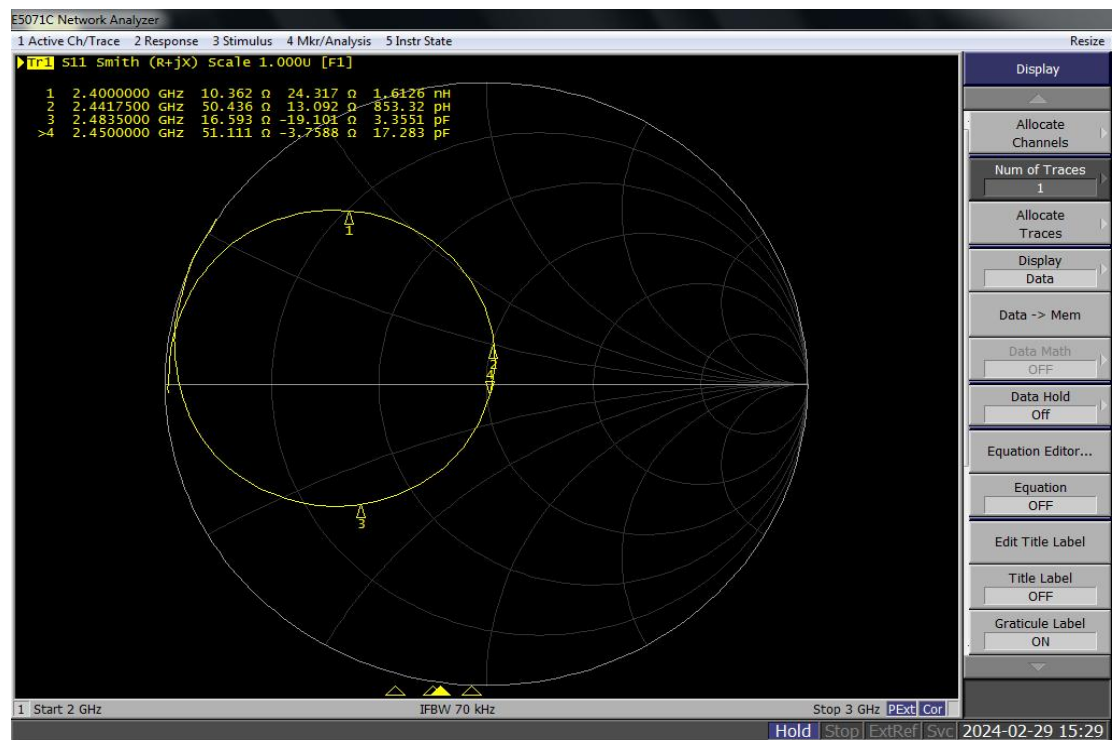 E5071C Network Analyzer
1 Active Ch/Trace 2 Response 3 Stimulus 4 Mkr/Analysis 5 Instr State Resize
Tr1 S11 Smith (R+jX) Scale 1.000U [F1]
1 2.4000000 GHz 10.362 Ω 24.317 Ω 1.6126 nH
2 2.4417500 GHz 50.436 Ω 13.092 Ω 853.32 pH
3 2.4835000 GHz 16.593 Ω -19.101 Ω 3.3551 pF
>4 2.4500000 GHz 51.111 Ω -3.7588 Ω 17.283 pF
1
2
4
3
Display
Allocate
Channels
Num of Traces
1
Allocate
Traces
Display
Data
Data -> Mem
Data Math
OFF
Data Hold
Off
Equation Editor...
Equation
OFF
Edit Title Label
Title Label
OFF
Graticule Label
ON
1 Start 2 GHz IFBW 70 kHz Stop 3 GHz PExt Cor
Hold Stop ExtRef Svc 2024-02-29 15:29